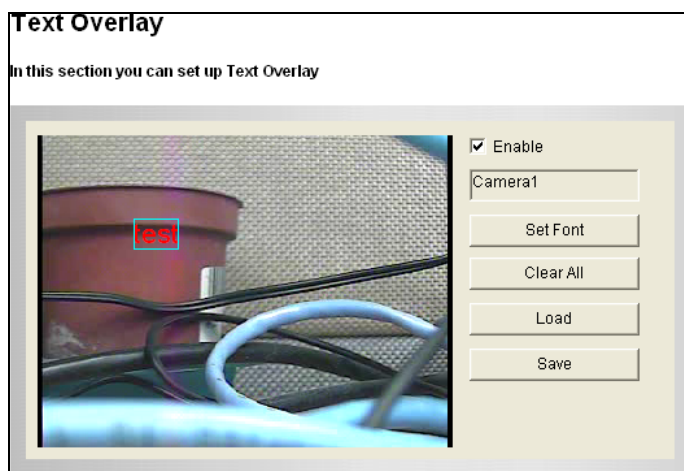 Text Overlay
In this section you can set up Text Overlay
Enable
Camera1
test
Set Font
Clear All
Load
Save